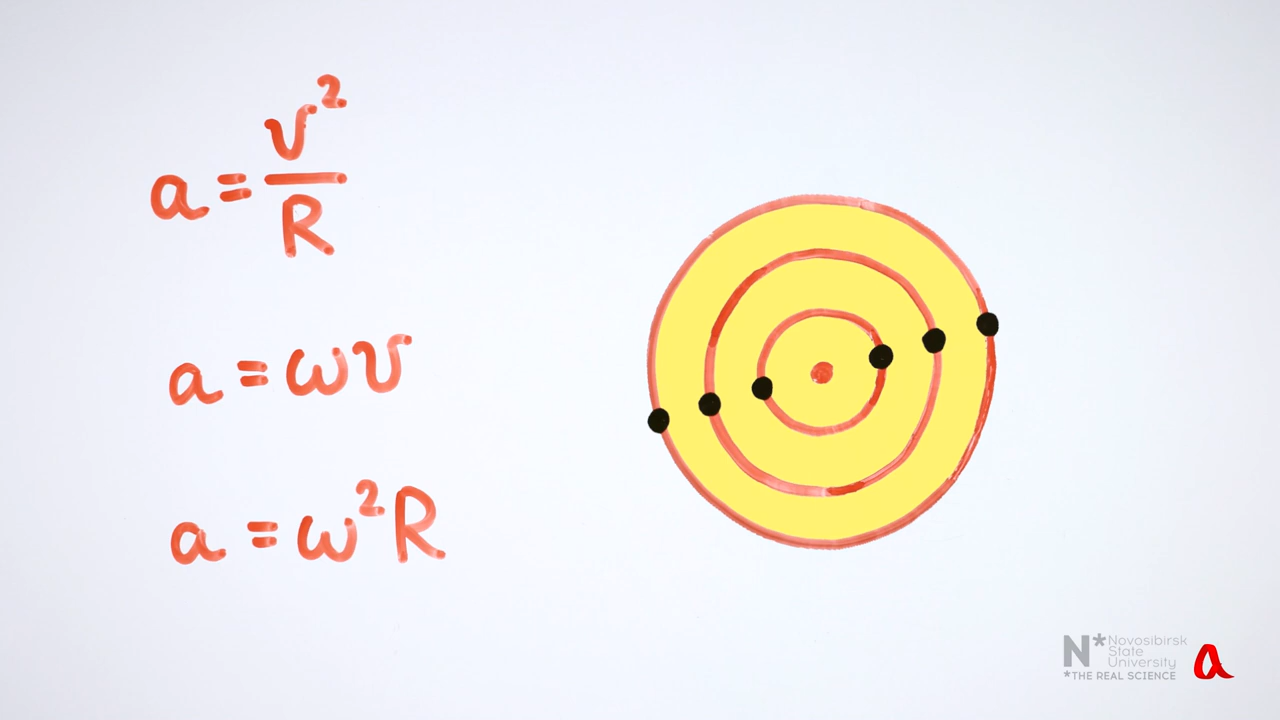 a = v²/R
a = ωv
a = ω²R
N* Novosibirsk
State
University
*THE REAL SCIENCE
a